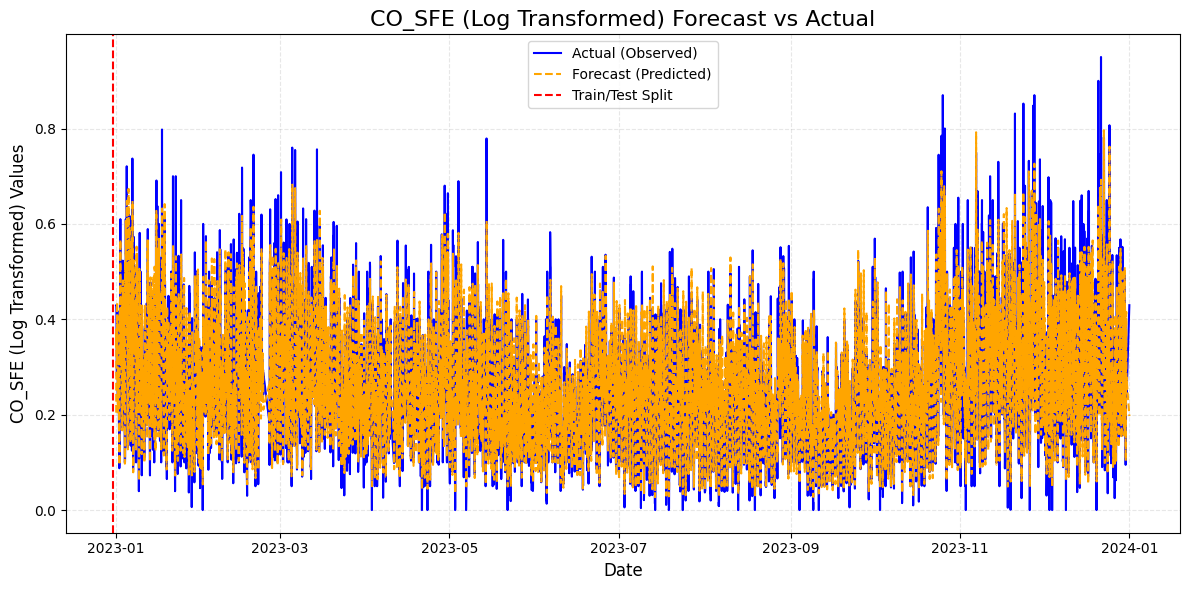 CO_SFE (Log Transformed) Forecast vs Actual
Actual (Observed)
Forecast (Predicted)
Train/Test Split
CO_SFE (Log Transformed) Values
0.8
0.6
0.4
0.2
0.0
2023-01
2023-03
2023-05
2023-07
2023-09
2023-11
2024-01
Date